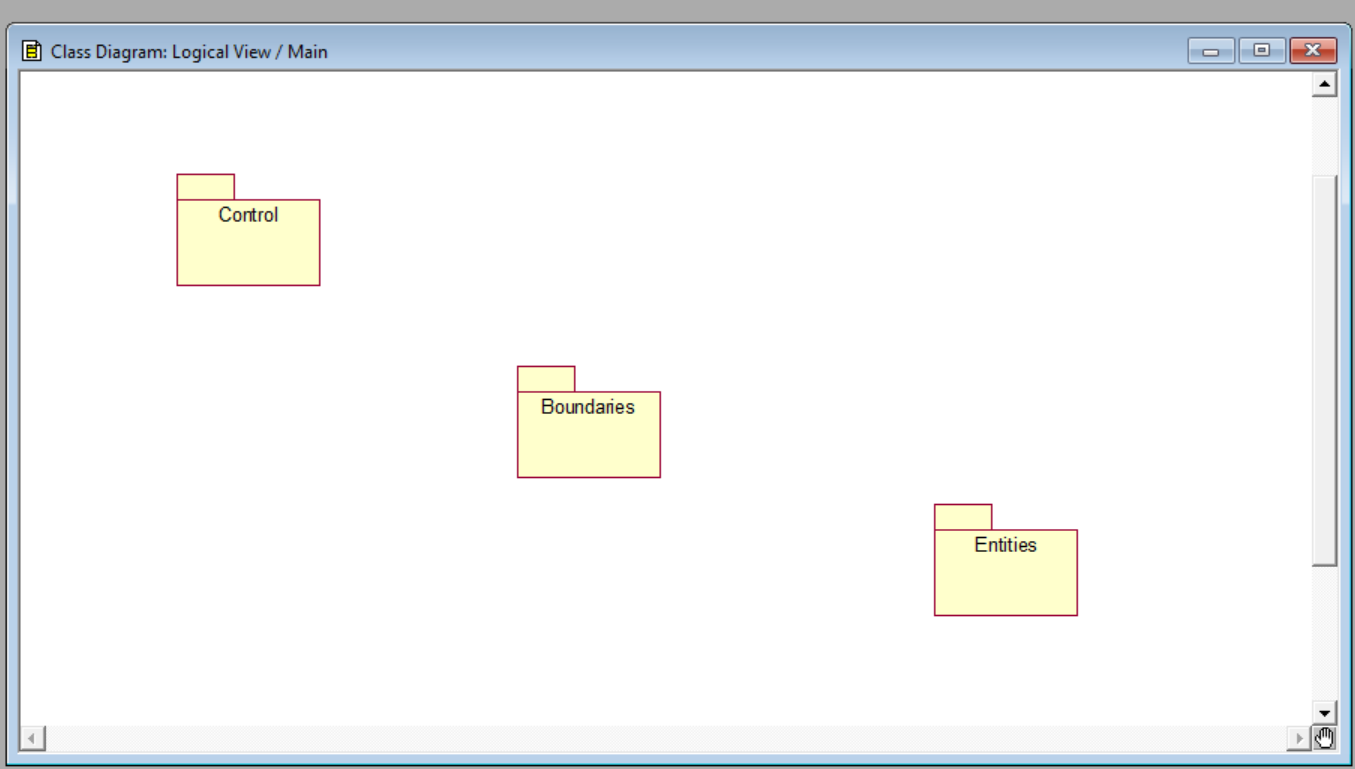 Class Diagram: Logical View / Main
Control
Boundaries
Entities